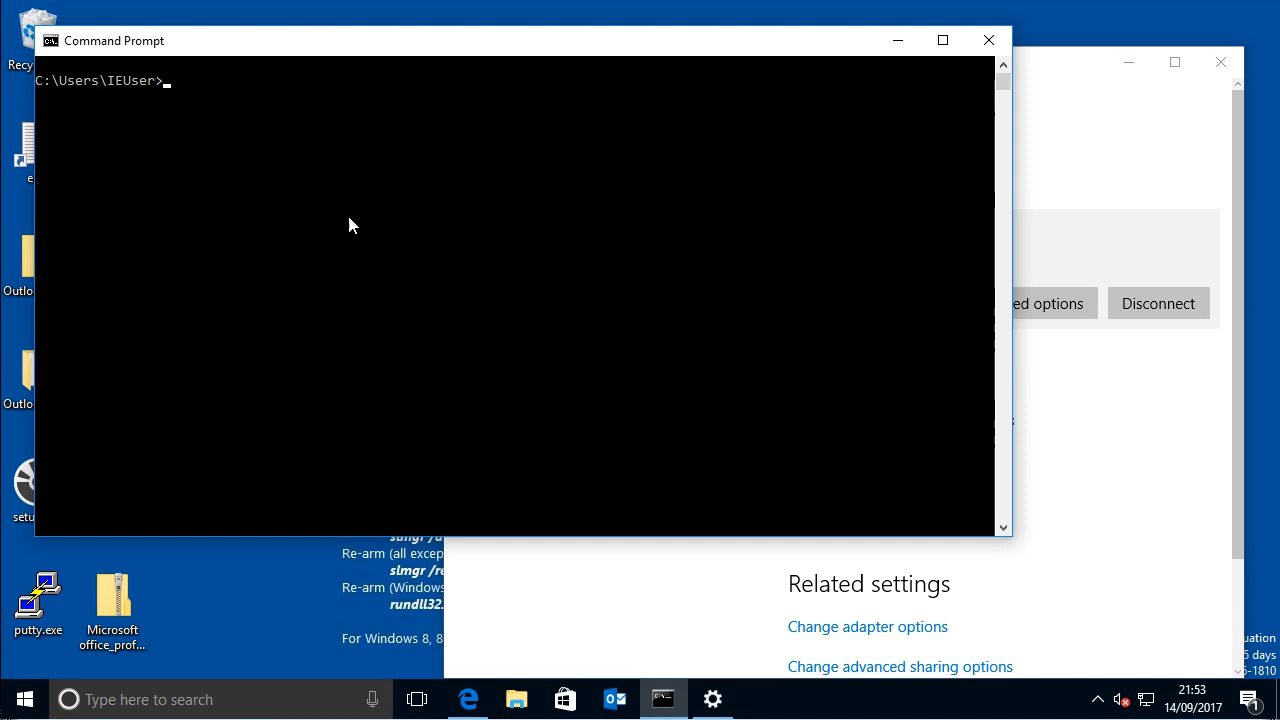 Command Prompt
C:\Users\IEUser>
Recy
e
Outlo
Outlo
setu
ed options
Disconnect
s
Re-arm (all excep
slmgr /re
Re-arm (Windows
rundll32.
For Windows 8, 8
putty.exe
Microsoft
office_prof...
Related settings
Change adapter options
Change advanced sharing options
uation
days
-1810
Type here to search
21:53
14/09/2017
1